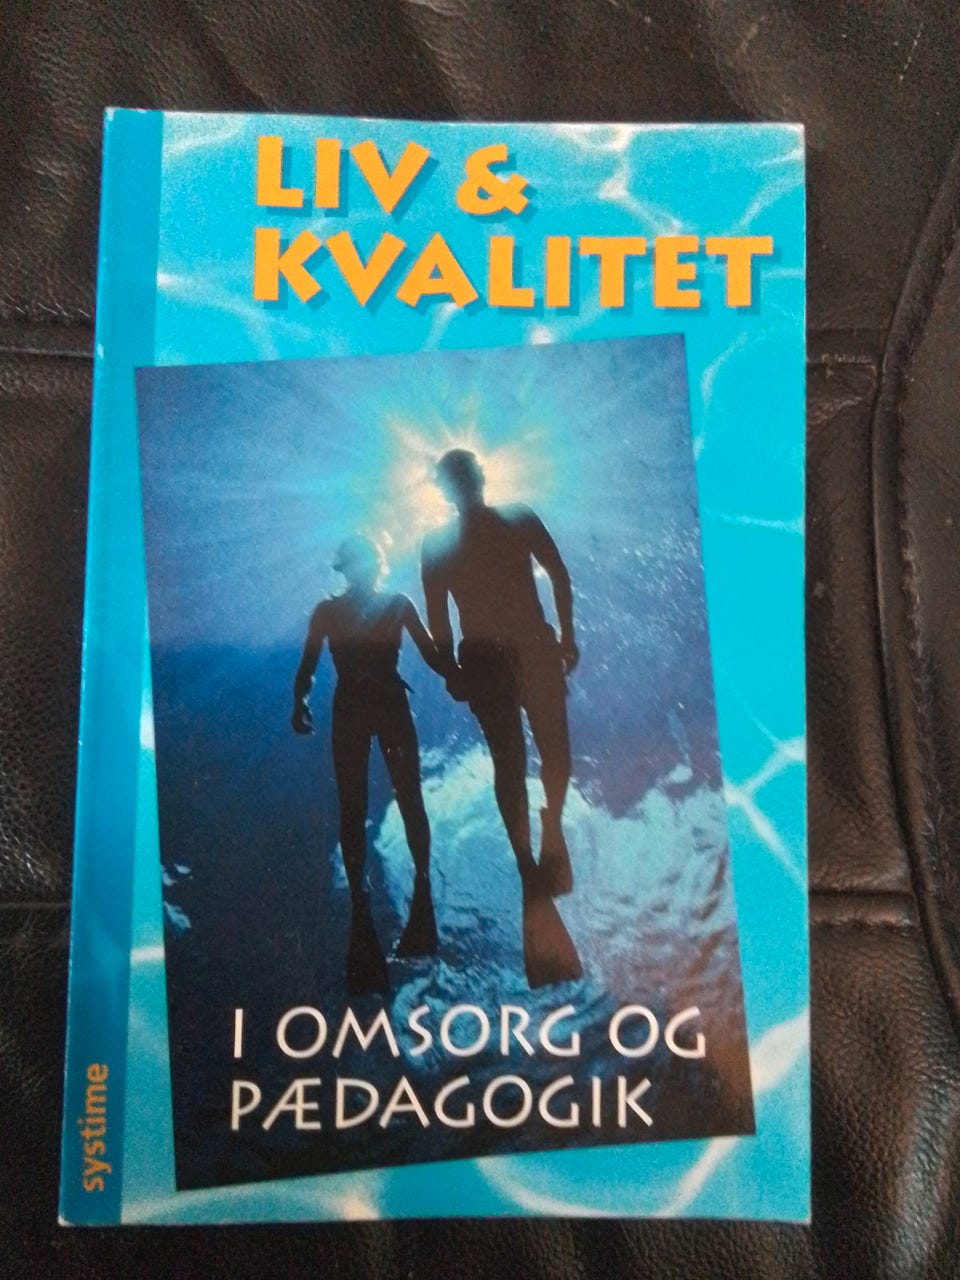 LIV &
KVALITET
I OMSORG OG
PÆDAGOGIK
systime